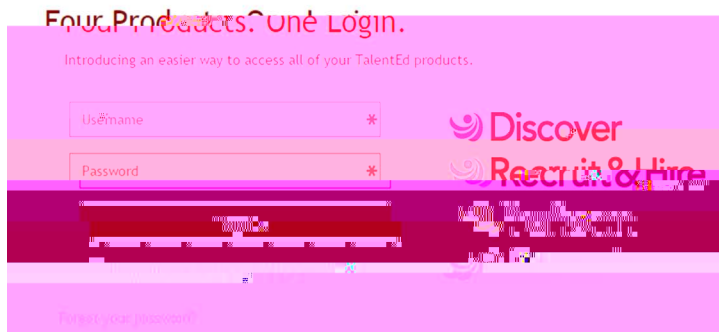 Four Products. One Login.
Introducing an easier way to access all of your TalentEd products.
Username *
Discover
Password *
Recruit & Hire
Forgot your password?